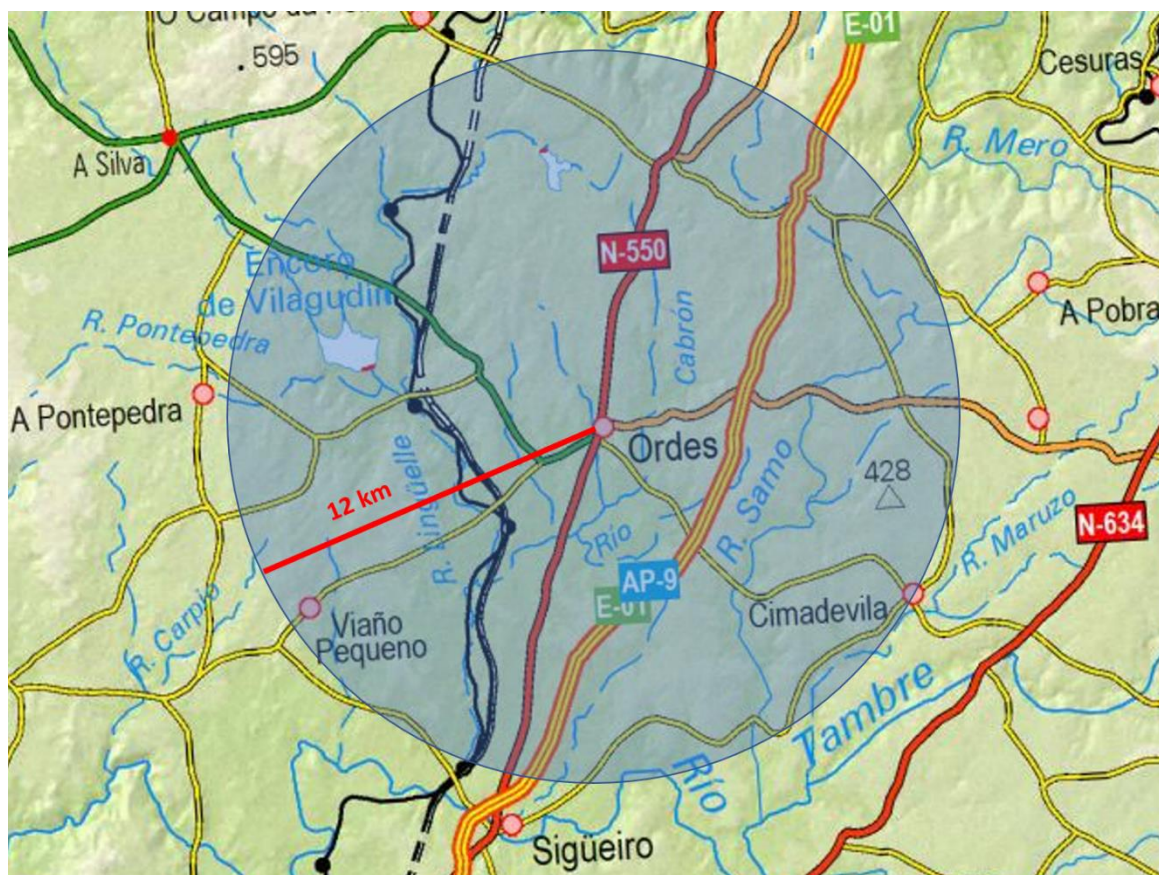 O Campo da
E-01
. 595
Cesuras
A Silva
R. Mero
N-550
Encoro
de Vilagudín
R. Pontepedra
Cabrón
A Pobra
A Pontepedra
Ordes
12 km
R. Lingüelle
R. Samo
428
R. Maruzo
N-634
Río
AP-9
E-01
Cimadevila
Viaño
Pequeno
R. Carpio
Tambre
Río
Sigüeiro